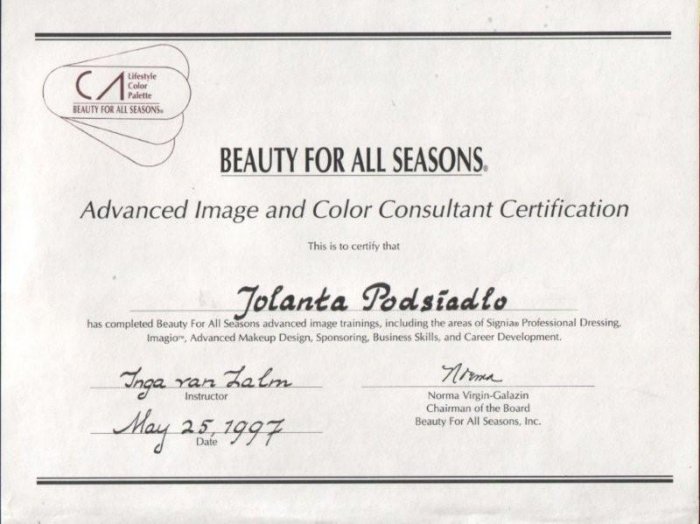 CA Lifestyle
Color
Palette
BEAUTY FOR ALL SEASONS®
BEAUTY FOR ALL SEASONS®
Advanced Image and Color Consultant Certification
This is to certify that
Jolanta Podsiadło
has completed Beauty For All Seasons advanced image trainings, including the areas of Signia® Professional Dressing,
Imagio™, Advanced Makeup Design, Sponsoring, Business Skills, and Career Development.
Inga van Zalm
Instructor
Norma
Norma Virgin-Galazin
Chairman of the Board
Beauty For All Seasons, Inc.
May 25, 1997
Date